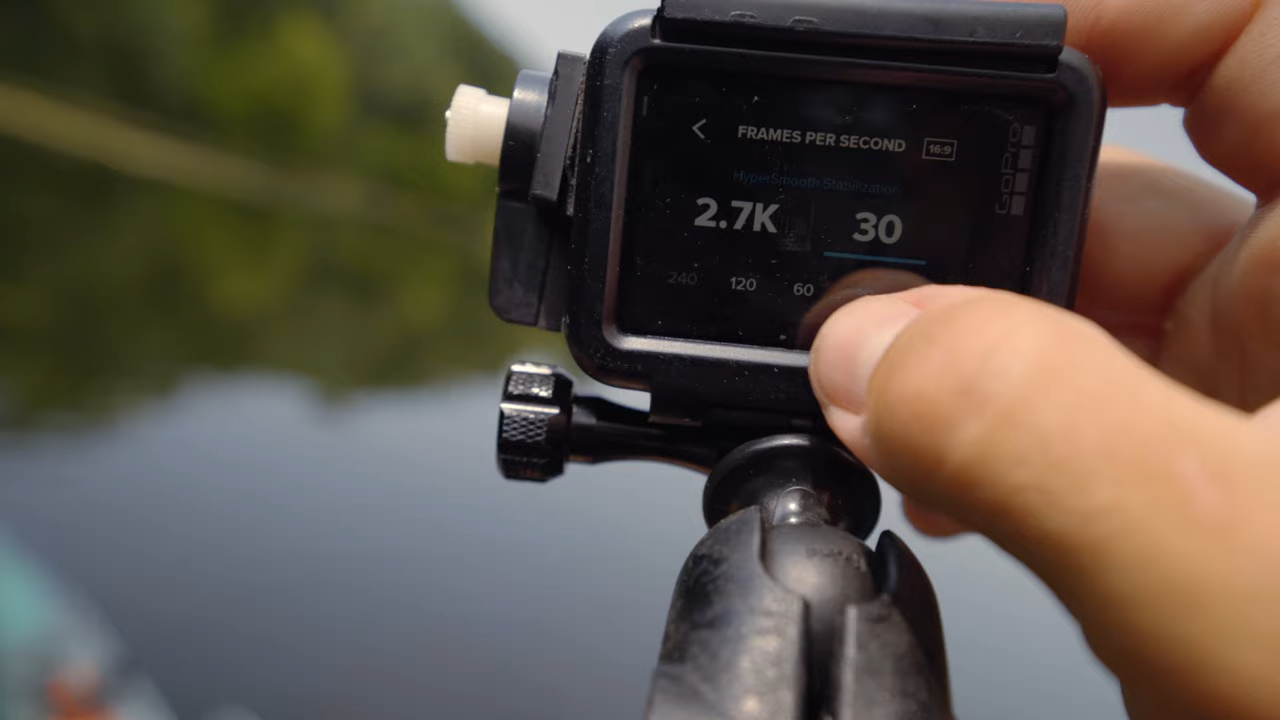 FRAMES PER SECOND 16:9
HyperSmooth Stabilization
2.7K 30
240 120 60
GoPro